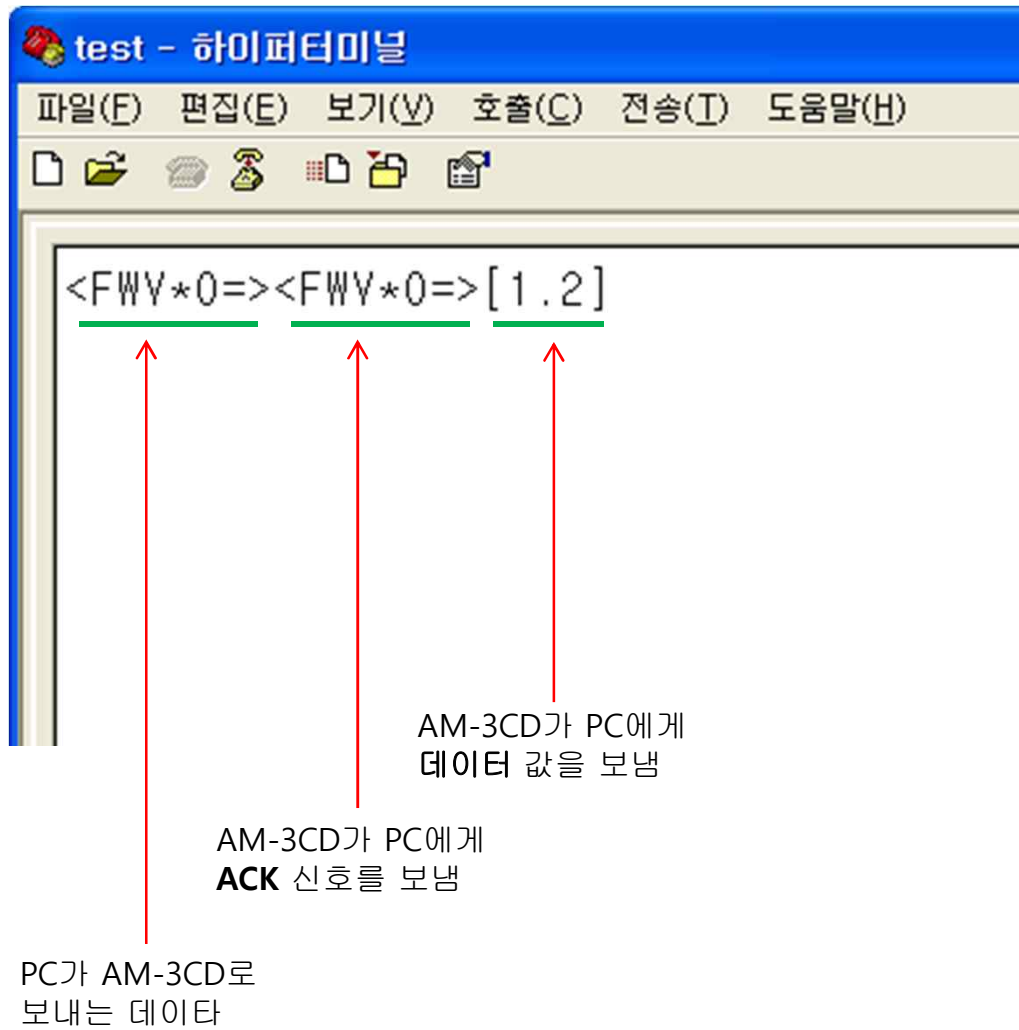 test - 하이퍼터미널
파일(F) 편집(E) 보기(V) 호출(C) 전송(T) 도움말(H)
<FWV*0=><FWV*0=>[1.2]
AM-3CD가 PC에게
데이터 값을 보냄
AM-3CD가 PC에게
ACK 신호를 보냄
PC가 AM-3CD로
보내는 데이타